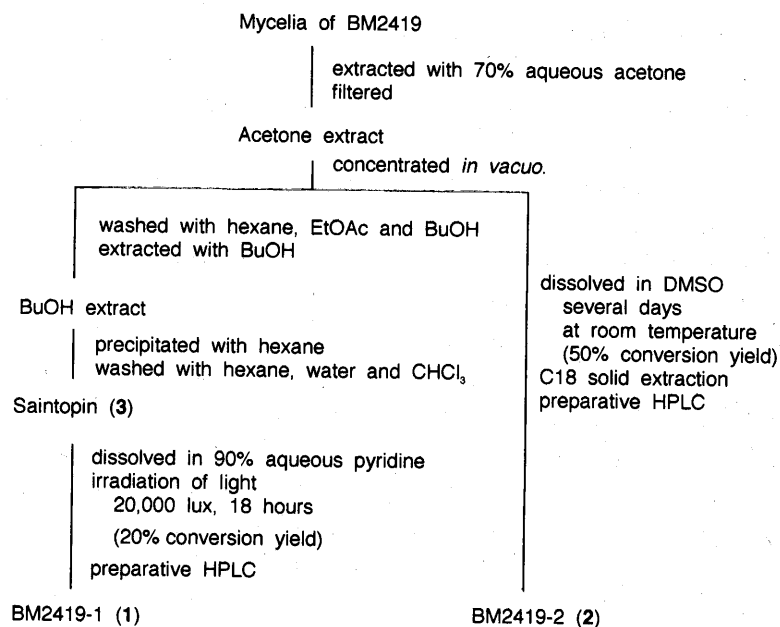 Mycelia of BM2419
extracted with 70% aqueous acetone
filtered
Acetone extract
concentrated in vacuo.
washed with hexane, EtOAc and BuOH
extracted with BuOH
BuOH extract
precipitated with hexane
washed with hexane, water and CHCl₃
Saintopin (3)
dissolved in 90% aqueous pyridine
irradiation of light
20,000 lux, 18 hours
(20% conversion yield)
preparative HPLC
BM2419-1 (1)
dissolved in DMSO
several days
at room temperature
(50% conversion yield)
C18 solid extraction
preparative HPLC
BM2419-2 (2)